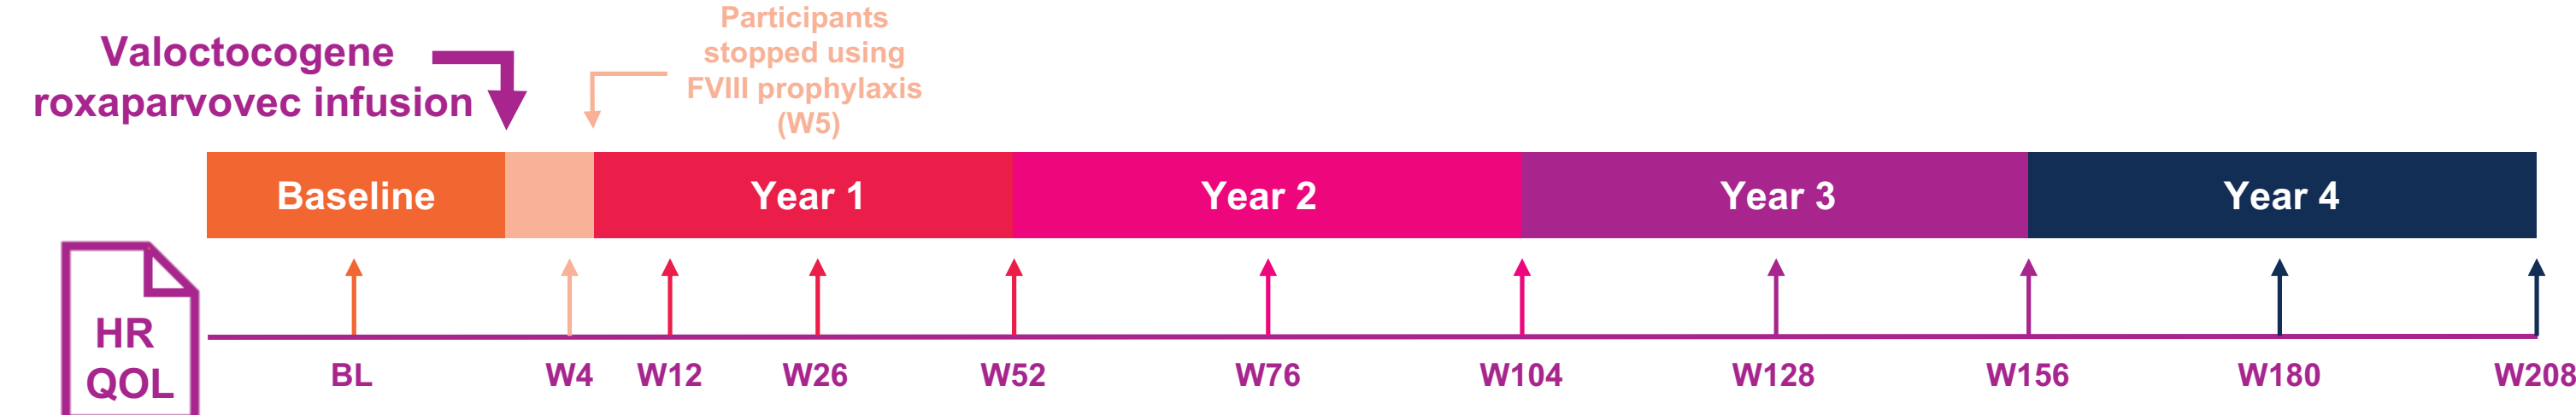 Participants
stopped using
FVIII prophylaxis
(W5)
Valoctocogene
roxaparvovec infusion
Baseline
Year 1
Year 2
Year 3
Year 4
HR
QOL
BL
W4
W12
W26
W52
W76
W104
W128
W156
W180
W208